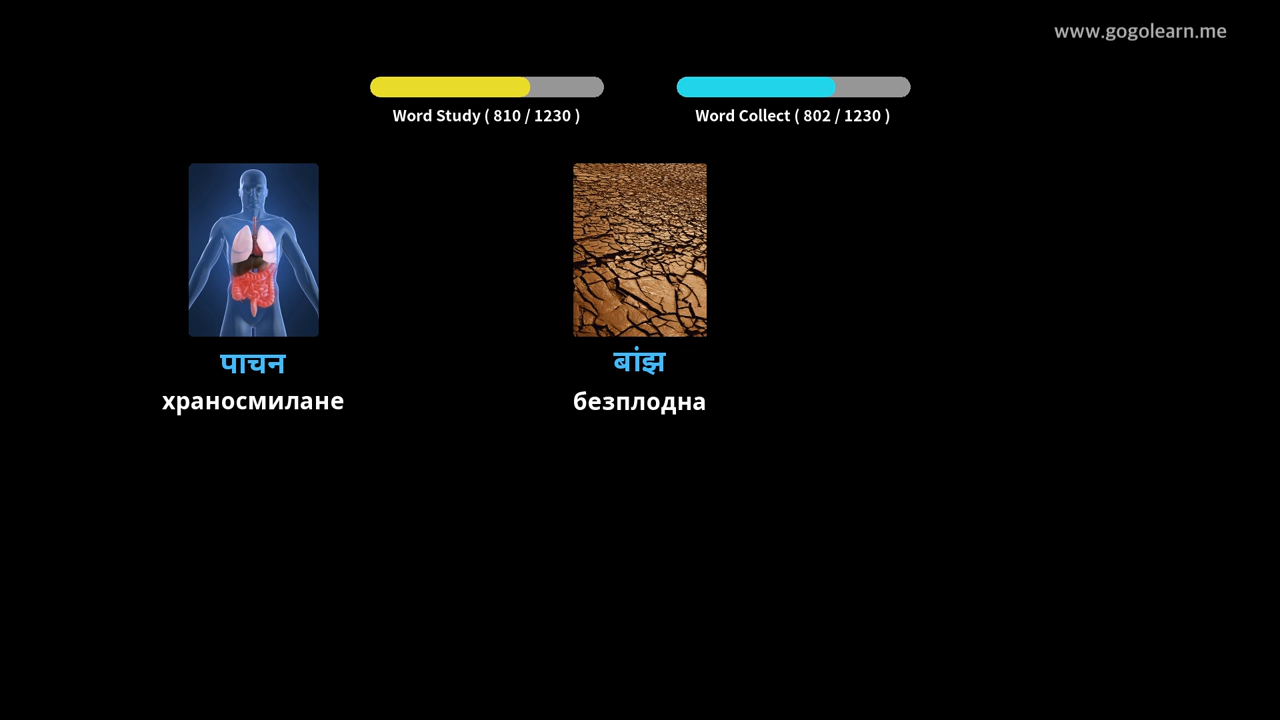 www.gogolearn.me
Word Study ( 810 / 1230 )
Word Collect ( 802 / 1230 )
पाचन
храносмилане
बांझ
безплодна